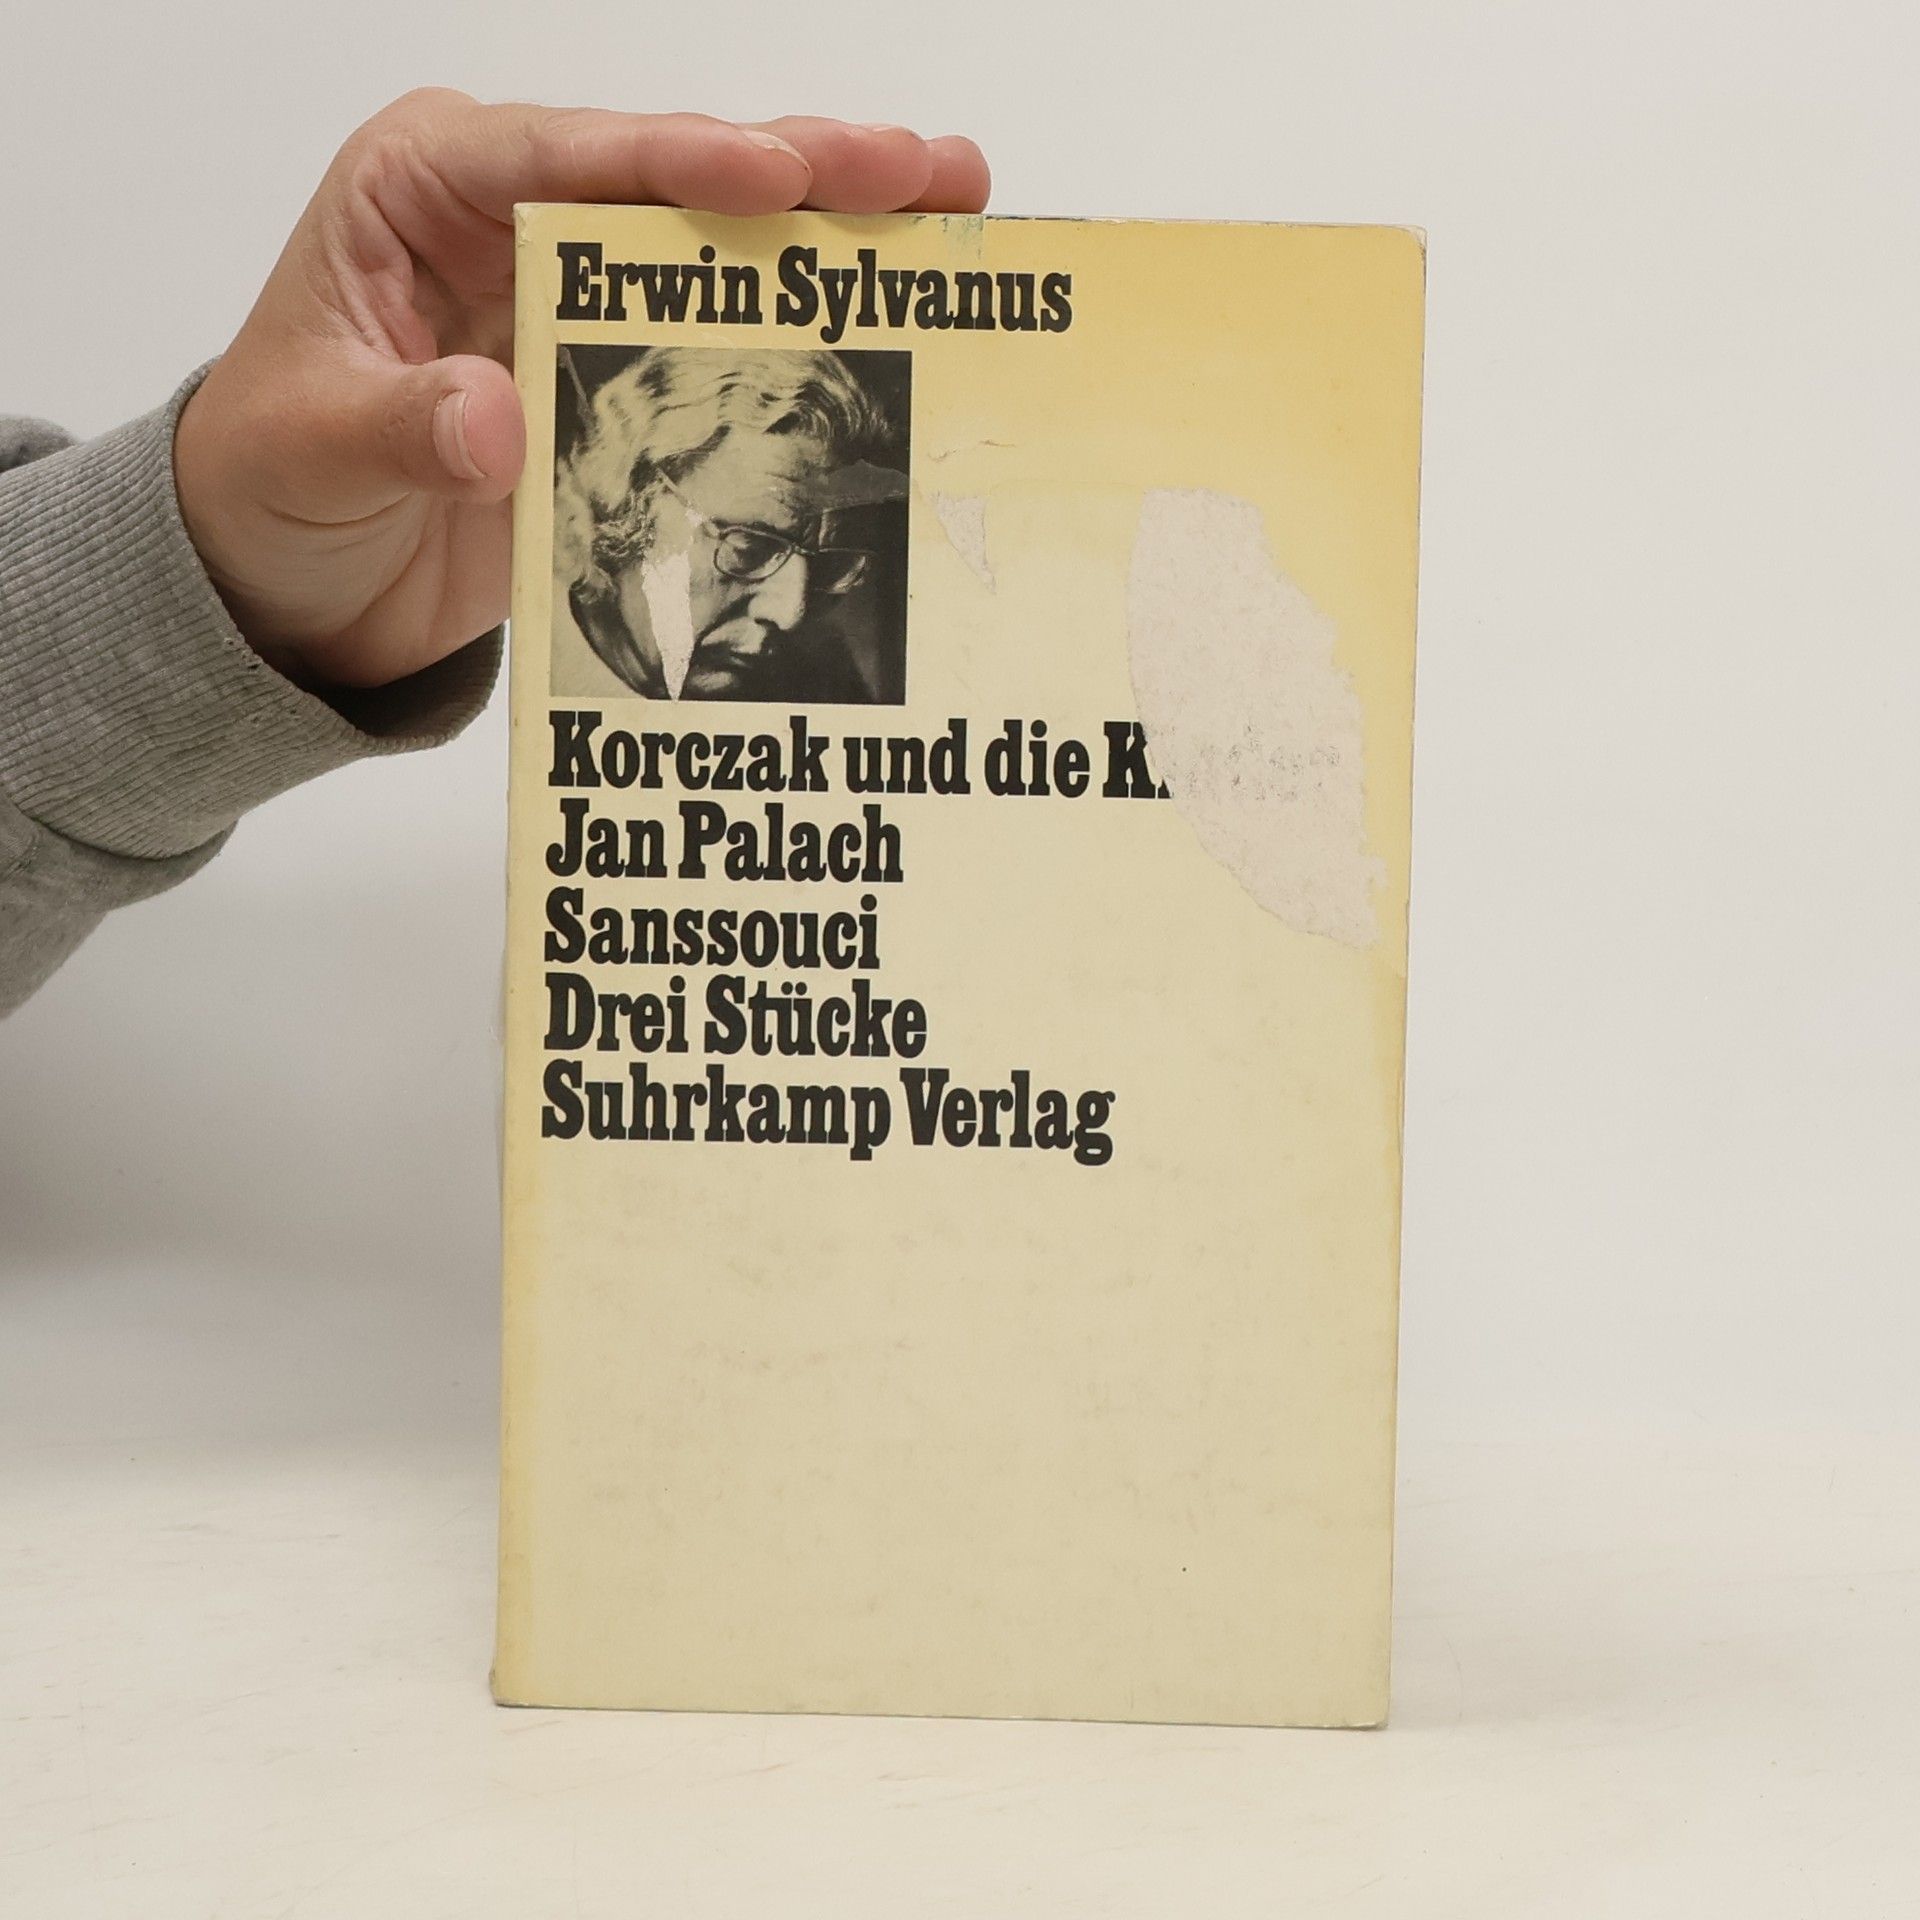 Erwin Sylvanus
Korczak und die
Jan Palach
Sanssouci
Drei Stücke
Suhrkamp Verlag